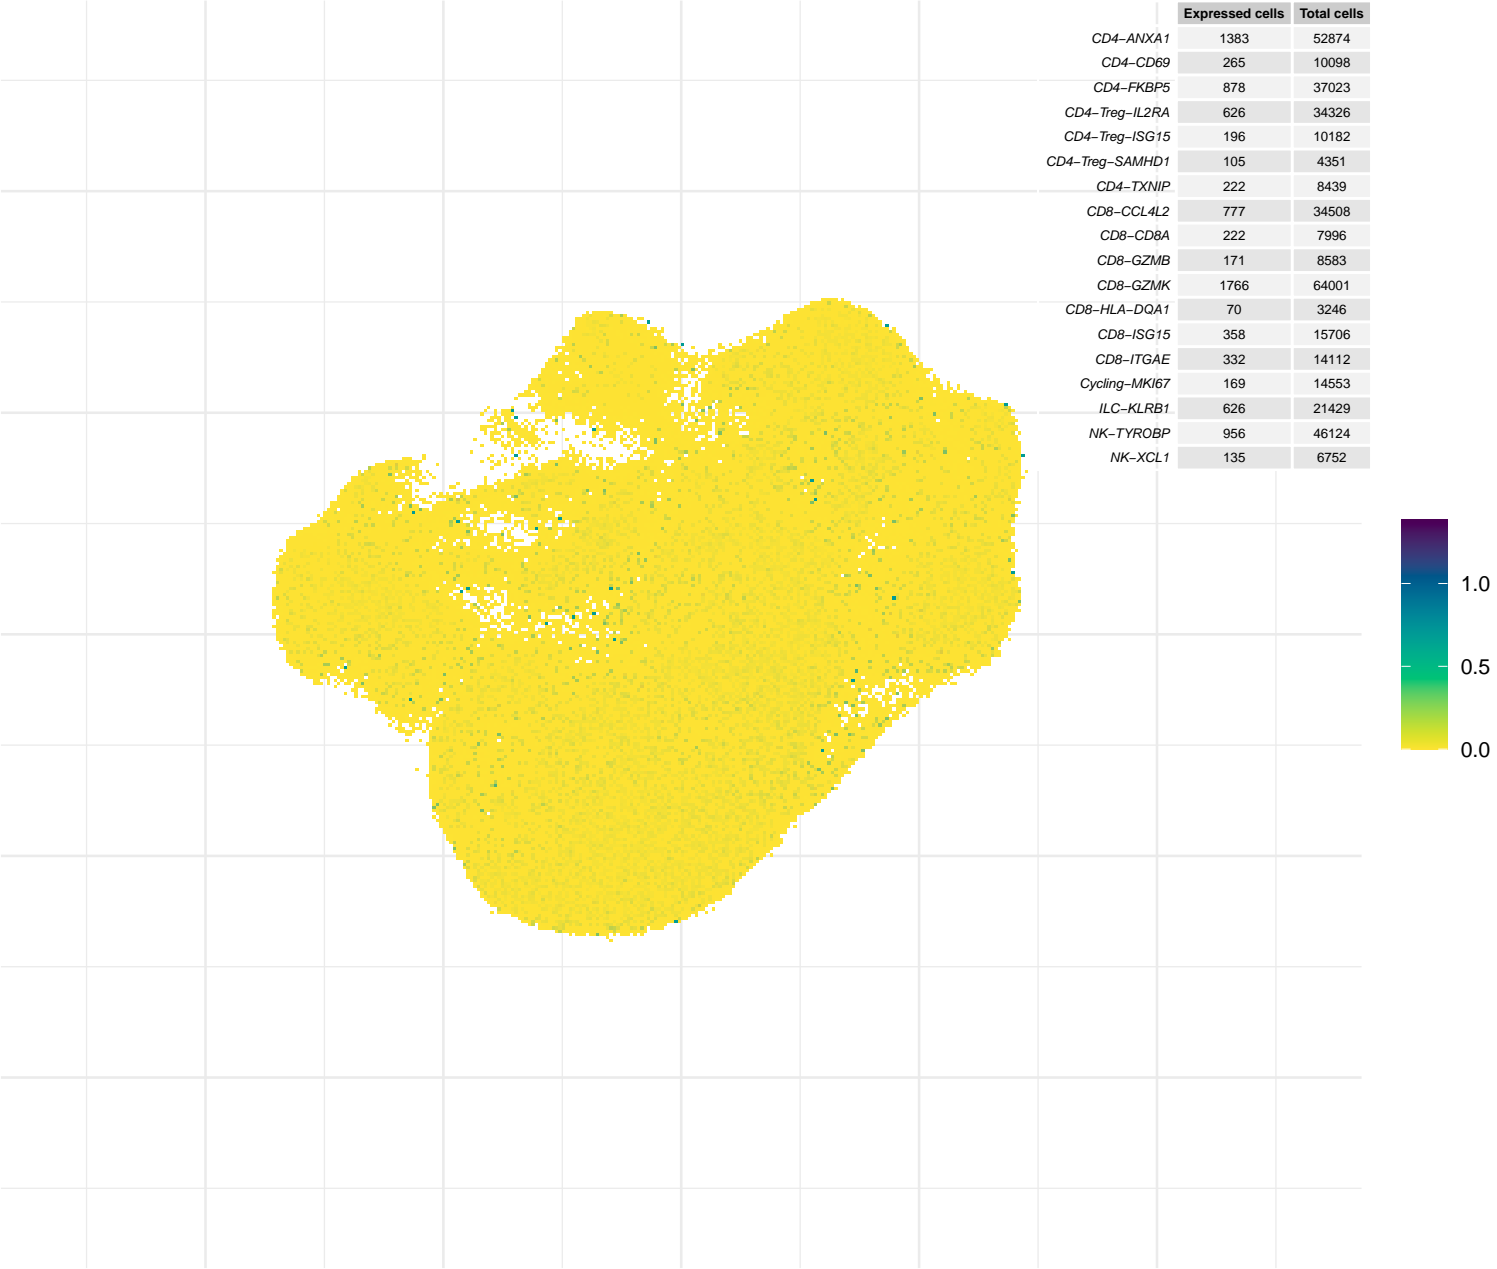 Expressed cells Total cells
CD4−ANXA1 1383 52874
CD4−CD69 265 10098
CD4−FKBP5 878 37023
CD4−Treg−IL2RA 626 34326
CD4−Treg−ISG15 196 10182
CD4−Treg−SAMHD1 105 4351
CD4−TXNIP 222 8439
CD8−CCL4L2 777 34508
CD8−CD8A 222 7996
CD8−GZMB 171 8583
CD8−GZMK 1766 64001
CD8−HLA−DQA1 70 3246
CD8−ISG15 358 15706
CD8−ITGAE 332 14112
Cycling−MKI67 169 14553
ILC−KLRB1 626 21429
NK−TYROBP 956 46124
NK−XCL1 135 6752
1.0
0.5
0.0